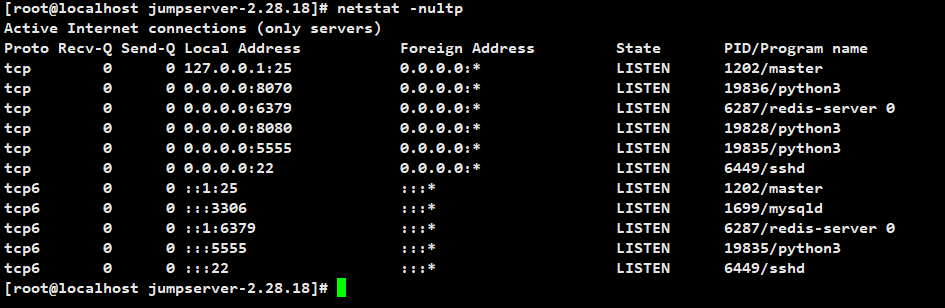 [root@localhost jumpserver-2.28.18]# netstat -nultp
Active Internet connections (only servers)
Proto Recv-Q Send-Q Local Address           Foreign Address         State       PID/Program name
tcp        0      0 127.0.0.1:25            0.0.0.0:*               LISTEN      1202/master
tcp        0      0 0.0.0.0:8070            0.0.0.0:*               LISTEN      19836/python3
tcp        0      0 0.0.0.0:6379            0.0.0.0:*               LISTEN      6287/redis-server 0
tcp        0      0 0.0.0.0:8080            0.0.0.0:*               LISTEN      19828/python3
tcp        0      0 0.0.0.0:5555            0.0.0.0:*               LISTEN      19835/python3
tcp        0      0 0.0.0.0:22              0.0.0.0:*               LISTEN      6449/sshd
tcp6       0      0 ::1:25                  :::*                    LISTEN      1202/master
tcp6       0      0 :::3306                 :::*                    LISTEN      1699/mysqld
tcp6       0      0 ::1:6379                :::*                    LISTEN      6287/redis-server 0
tcp6       0      0 :::5555                 :::*                    LISTEN      19835/python3
tcp6       0      0 :::22                   :::*                    LISTEN      6449/sshd
[root@localhost jumpserver-2.28.18]#